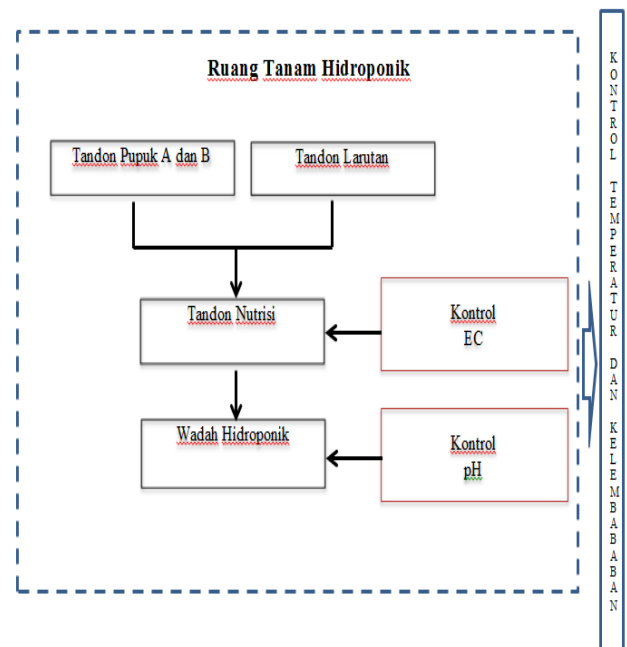 Ruang Tanam Hidroponik
Tandon Pupuk A dan B
Tandon Larutan
Tandon Nutrisi
Kontrol
EC
Wadah Hidroponik
Kontrol
pH
KONTROL TEMPERATUR DAN KELEMBABABAN